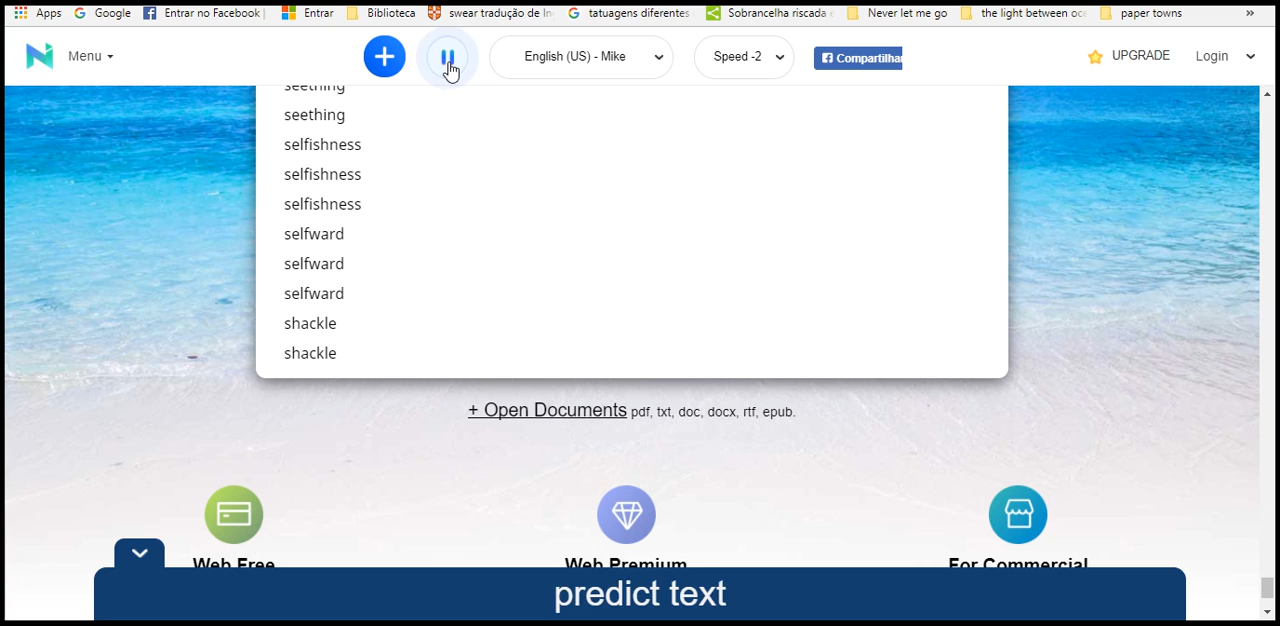 Apps Google Entrar no Facebook Entrar Biblioteca swear tradução de In tatuagens diferentes Sobrancelha riscada Never let me go the light between oce paper towns »
Menu English (US) - Mike Speed -2 Compartilhar UPGRADE Login
seething
seething
selfishness
selfishness
selfishness
selfward
selfward
selfward
shackle
shackle
+ Open Documents pdf, txt, doc, docx, rtf, epub.
Web Free Web Premium For Commercial
predict text